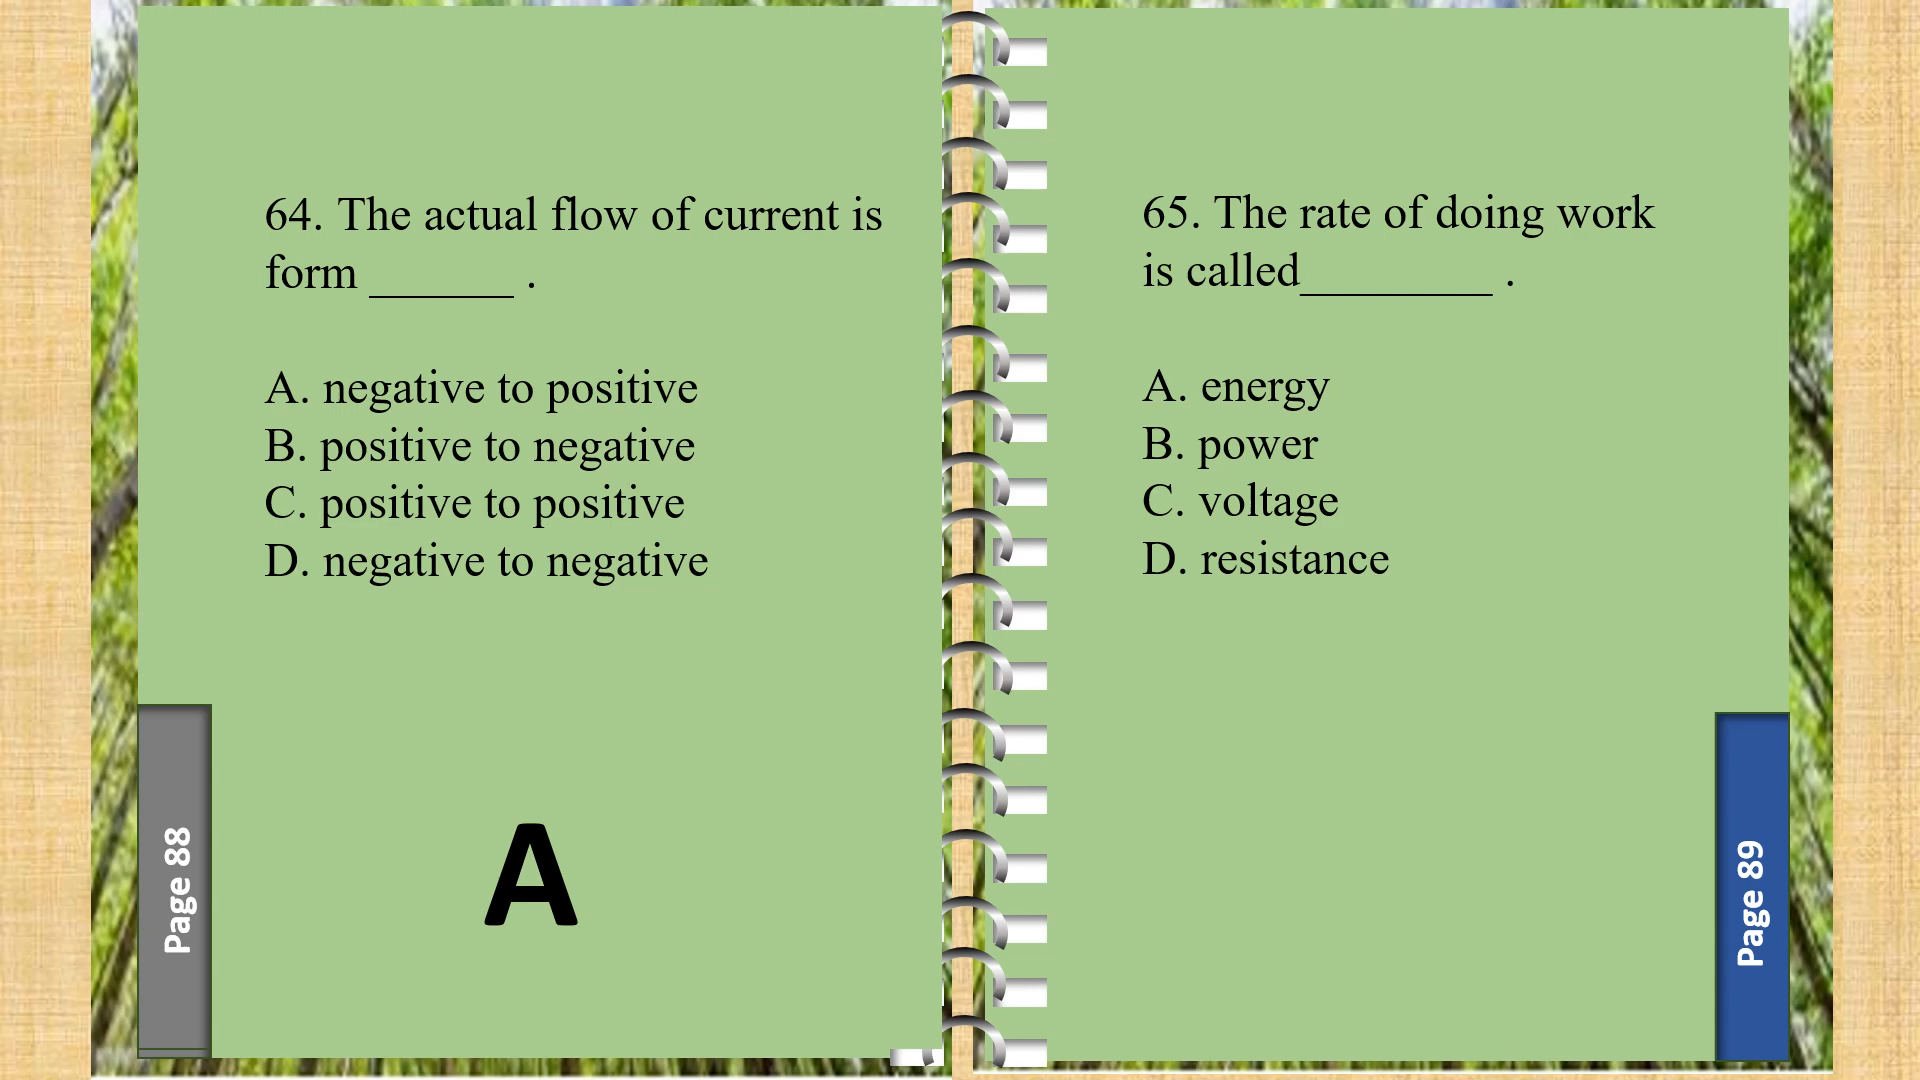 64. The actual flow of current is
form ______ .
A. negative to positive
B. positive to negative
C. positive to positive
D. negative to negative
A
Page 88
65. The rate of doing work
is called________ .
A. energy
B. power
C. voltage
D. resistance
Page 89